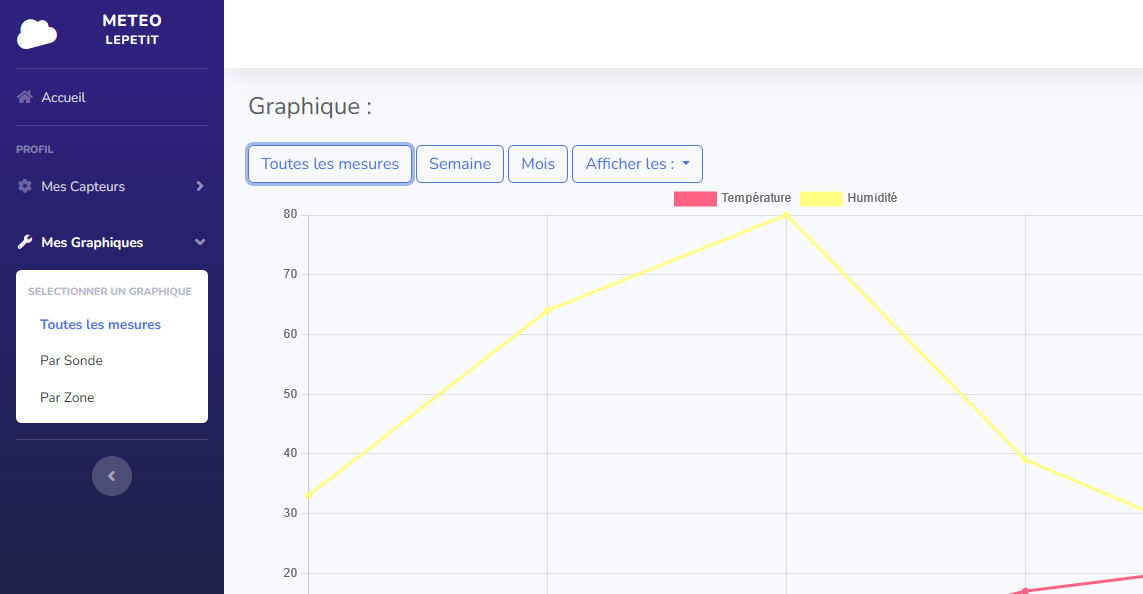 METEO
LEPETIT
Accueil
PROFIL
Mes Capteurs
Mes Graphiques
SELECTIONNER UN GRAPHIQUE
Toutes les mesures
Par Sonde
Par Zone
Graphique :
Toutes les mesures Semaine Mois Afficher les :
Température Humidité
80
70
60
50
40
30
20